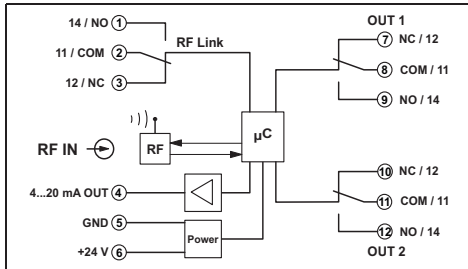 14 / NO 1
11 / COM 2
12 / NC 3
RF Link
RF IN
RF
µC
4...20 mA OUT 4
GND 5
+24 V 6
Power
OUT 1
7 NC / 12
8 COM / 11
9 NO / 14
10 NC / 12
11 COM / 11
12 NO / 14
OUT 2